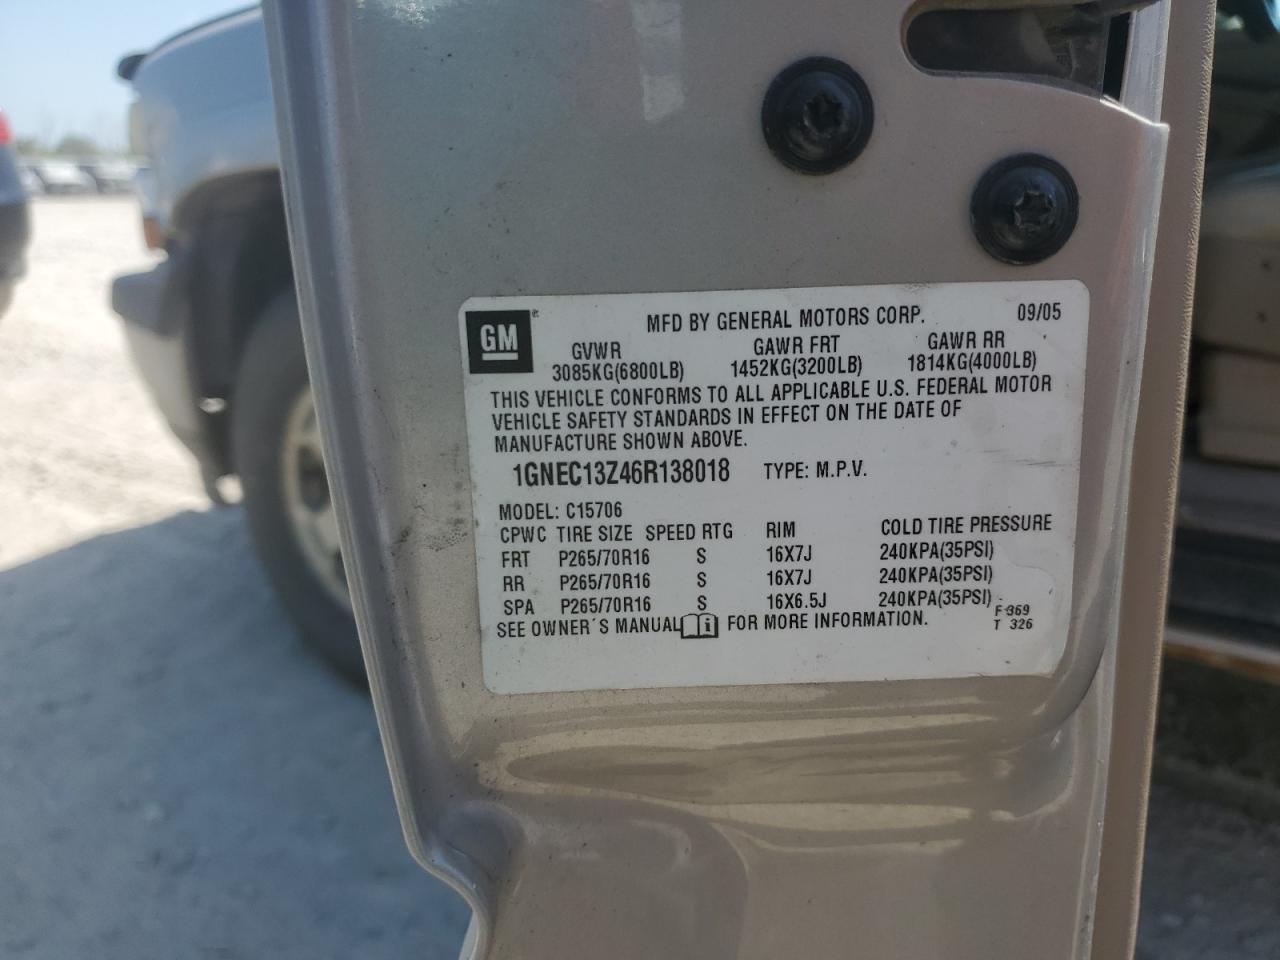 GM
MFD BY GENERAL MOTORS CORP. 09/05
GVWR GAWR FRT GAWR RR
3085KG(6800LB) 1452KG(3200LB) 1814KG(4000LB)
THIS VEHICLE CONFORMS TO ALL APPLICABLE U.S. FEDERAL MOTOR
VEHICLE SAFETY STANDARDS IN EFFECT ON THE DATE OF
MANUFACTURE SHOWN ABOVE.
1GNEC13Z46R138018 TYPE: M.P.V.
MODEL: C15706
CPWC TIRE SIZE SPEED RTG RIM COLD TIRE PRESSURE
FRT P265/70R16 S 16X7J 240KPA(35PSI)
RR P265/70R16 S 16X7J 240KPA(35PSI)
SPA P265/70R16 S 16X6.5J 240KPA(35PSI)
SEE OWNER´S MANUAL i FOR MORE INFORMATION.
F 369
T 326